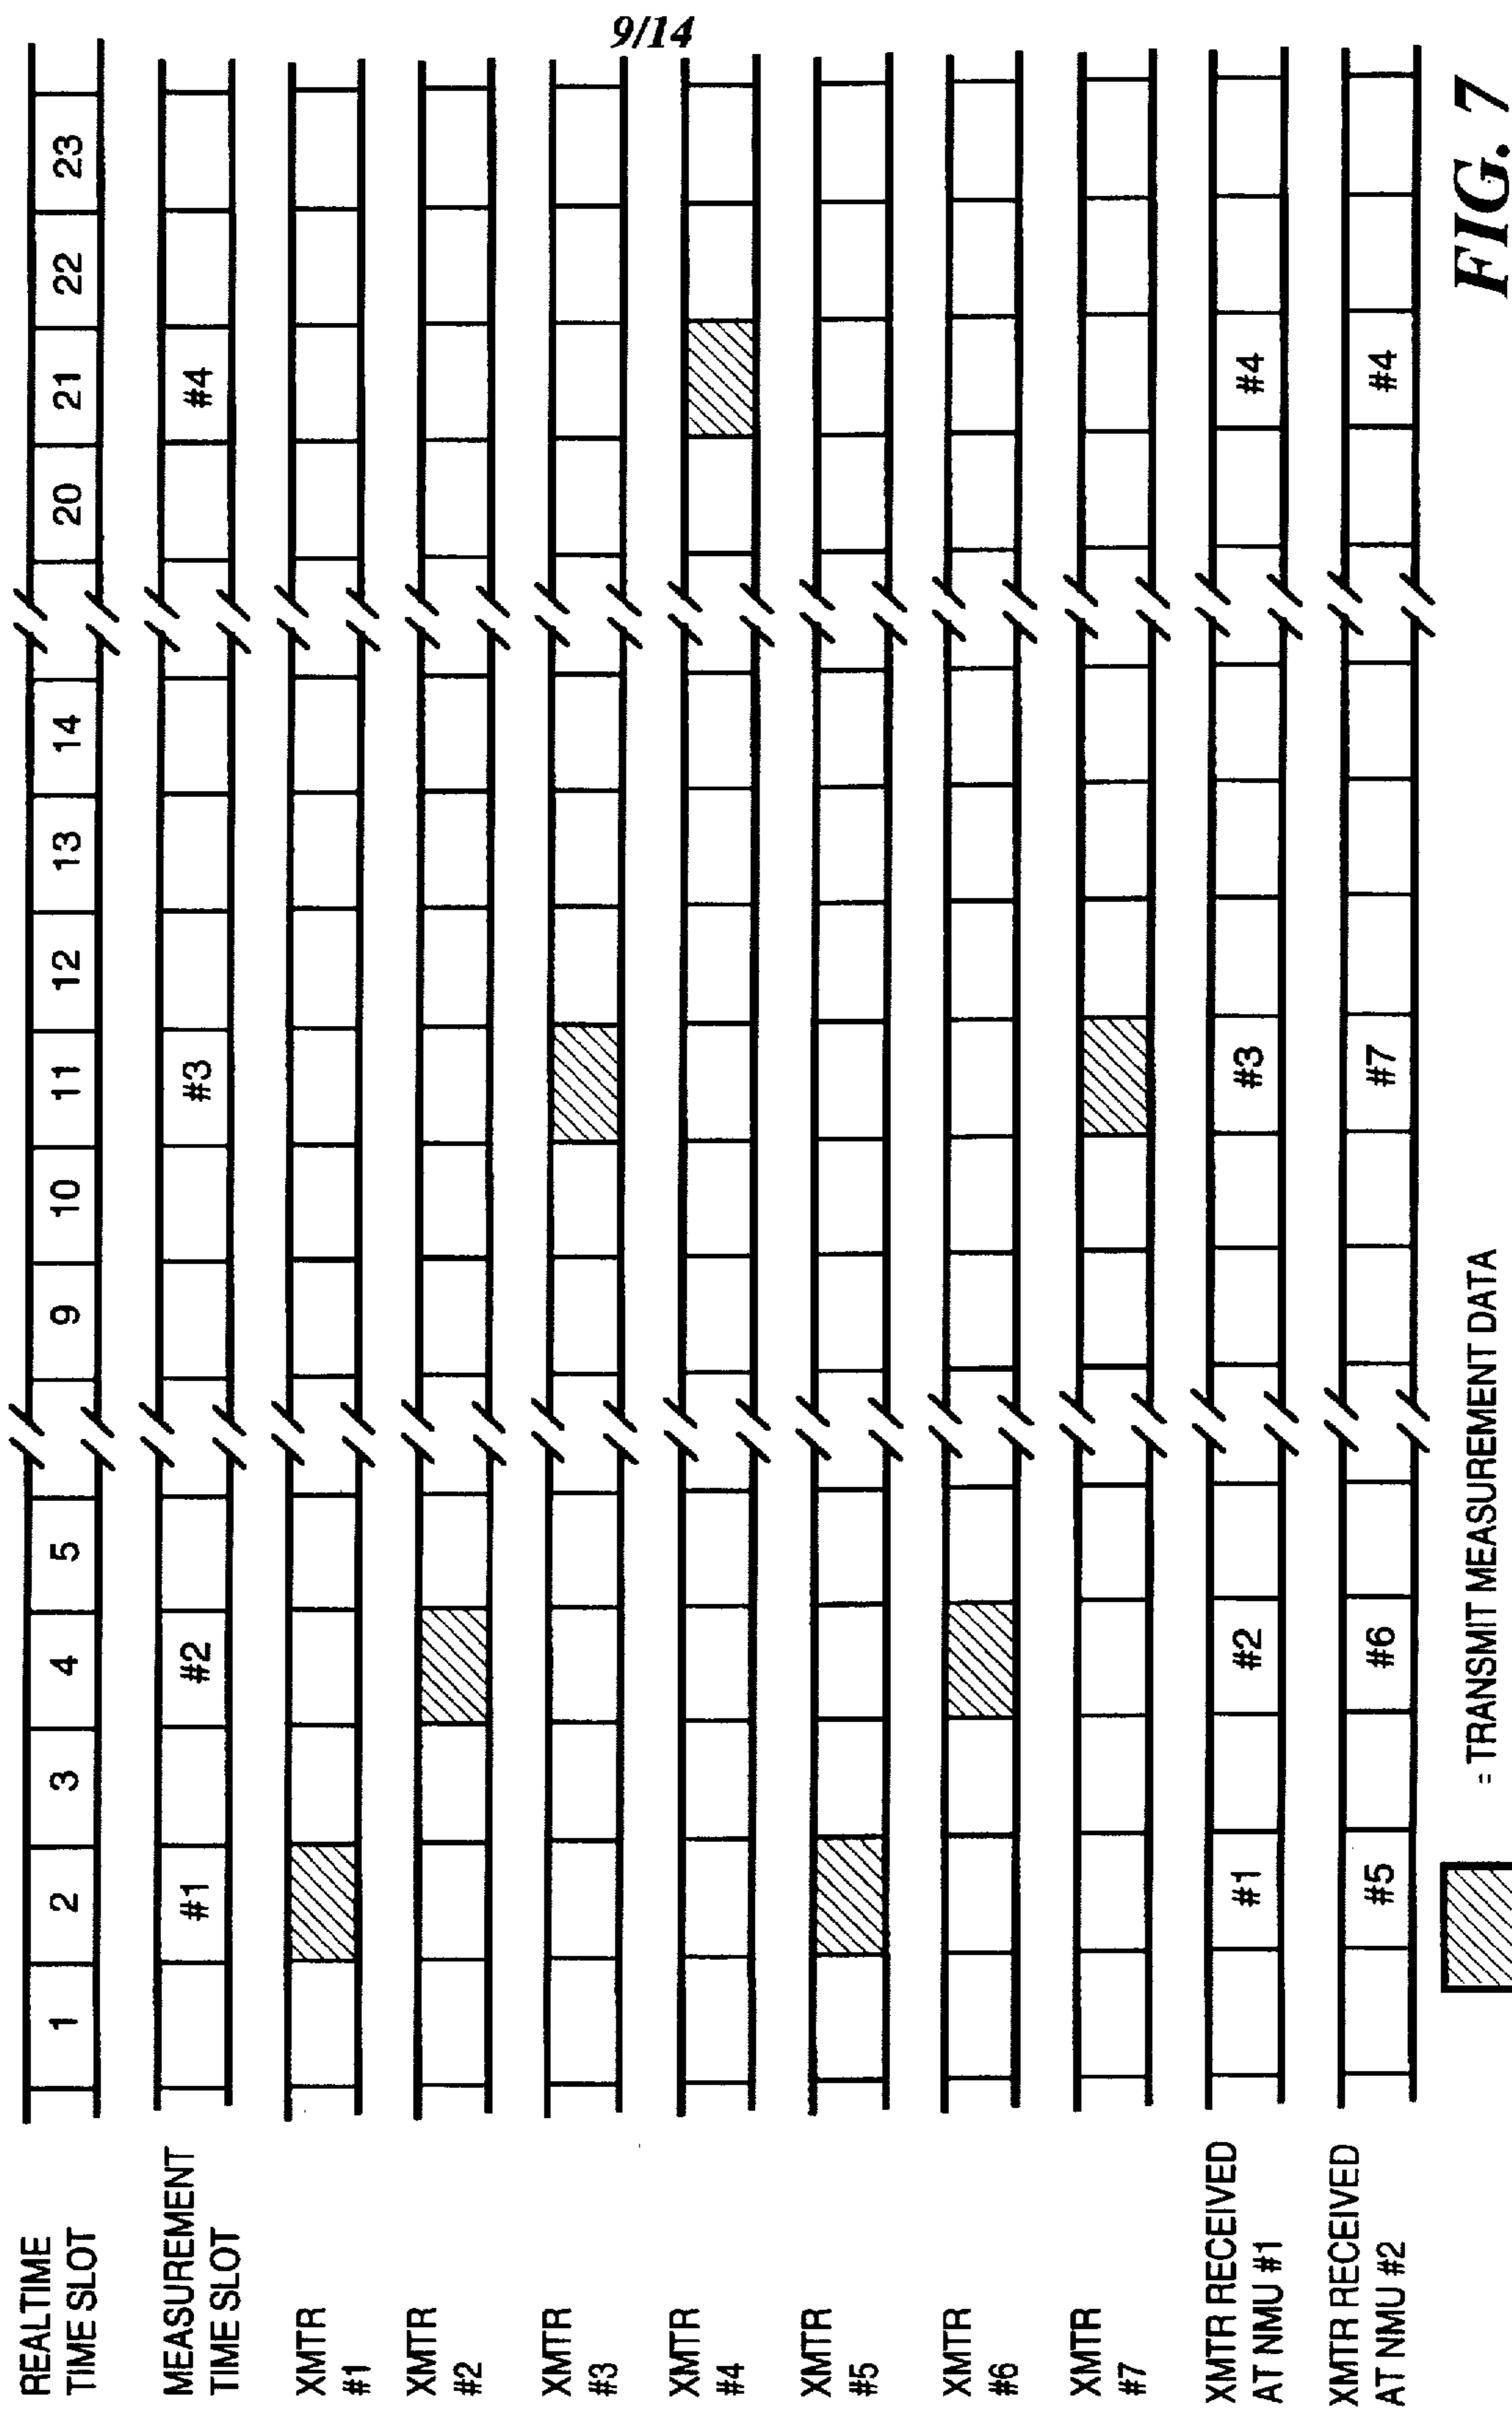 9/14
REALTIME
TIME SLOT
1 2 3 4 5 9 10 11 12 13 14 20 21 22 23
MEASUREMENT
TIME SLOT
#1 #2 #3 #4
XMTR
#1
XMTR
#2
XMTR
#3
XMTR
#4
XMTR
#5
XMTR
#6
XMTR
#7
XMTR RECEIVED
AT NMU #1
#1 #2 #3 #4
XMTR RECEIVED
AT NMU #2
#5 #6 #7 #4
= TRANSMIT MEASUREMENT DATA
FIG. 7